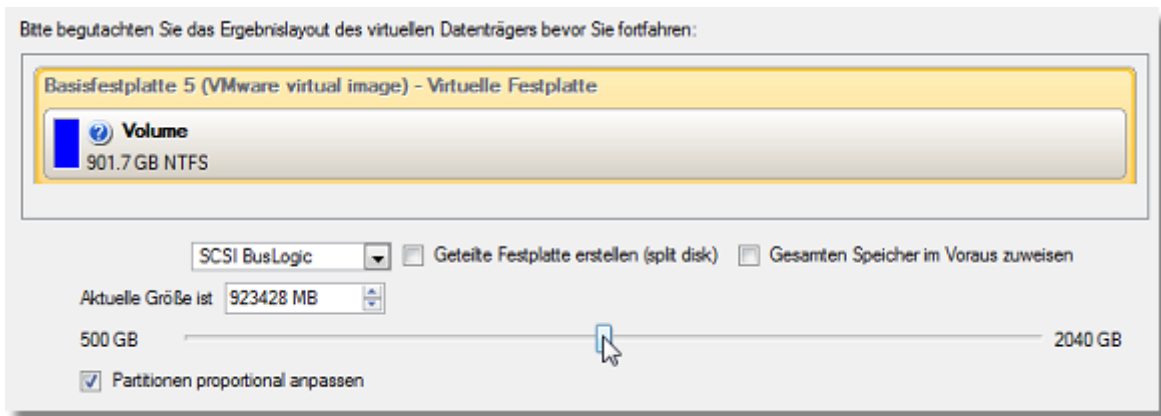 Bitte begutachten Sie das Ergebnislayout des virtuellen Datenträgers bevor Sie fortfahren:
Basisfestplatte 5 (VMware virtual image) - Virtuelle Festplatte
Volume
901.7 GB NTFS
SCSI BusLogic Geteilte Festplatte erstellen (split disk) Gesamten Speicher im Voraus zuweisen
Aktuelle Größe ist 923428 MB
500 GB 2040 GB
Partitionen proportional anpassen